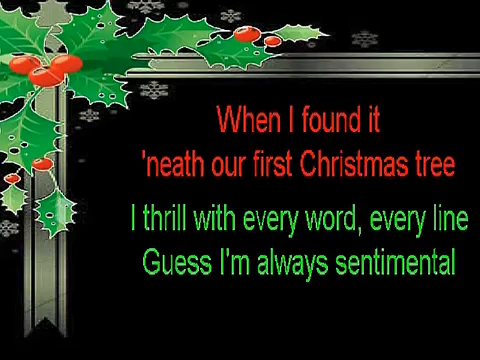 When I found it
'neath our first Christmas tree
I thrill with every word, every line
Guess I'm always sentimental